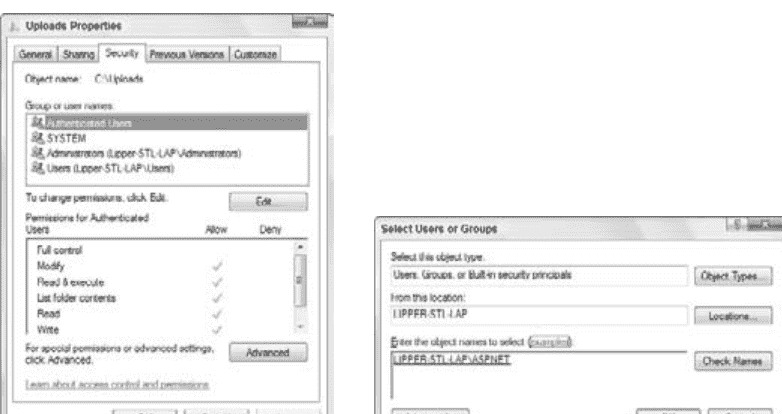 Uploads Properties
General Sharing Security Previous Versions Customize
Object name: C:\Uploads
Group or user names:
Authenticated Users
SYSTEM
Administrators (Lipper-STL-LAP\Administrators)
Users (Lipper-STL-LAP\Users)
To change permissions, click Edit.
Edit...
Permissions for Authenticated
Users Allow Deny
Full control
Modify
Read & execute
List folder contents
Read
Write
For special permissions or advanced settings,
click Advanced.
Advanced
Learn about access control and permissions
Select Users or Groups
Select this object type:
Users, Groups, or Built-in security principals
Object Types...
From this location:
LIPPER-STL-LAP
Locations...
Enter the object names to select (examples):
LIPPER-STL-LAP\ASPNET
Check Names